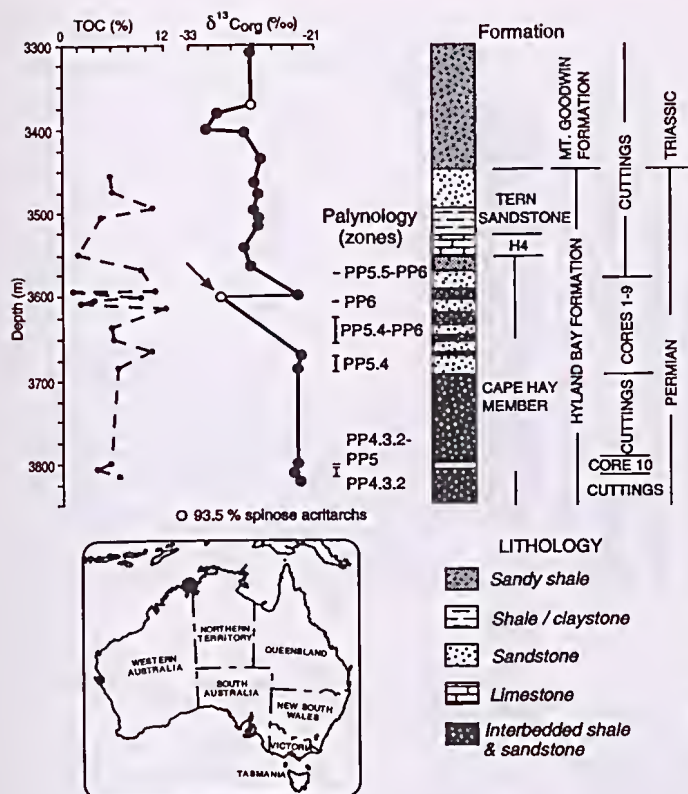 TOC (%)
0 12
δ¹³Corg (‰)
-33 -21
Formation
3300
3400
3500
3600
3700
3800
Depth (m)
Palynology
(zones)
PP5.5-PP6
PP6
PP5.4-PP6
PP5.4
PP4.3.2-
PP5
PP4.3.2
TERN
SANDSTONE
H4
CAPE HAY
MEMBER
MT. GOODWIN
FORMATION
HYLAND BAY FORMATION
CUTTINGS
CORES 1-9
CUTTINGS
CORE 10
CUTTINGS
TRIASSIC
PERMIAN
O 93.5 % spinose acritarchs
WESTERN
AUSTRALIA
NORTHERN
TERRITORY
QUEENSLAND
SOUTH
AUSTRALIA
NEW SOUTH
WALES
VICTORIA
TASMANIA
LITHOLOGY
Sandy shale
Shale / claystone
Sandstone
Limestone
Interbedded shale
& sandstone